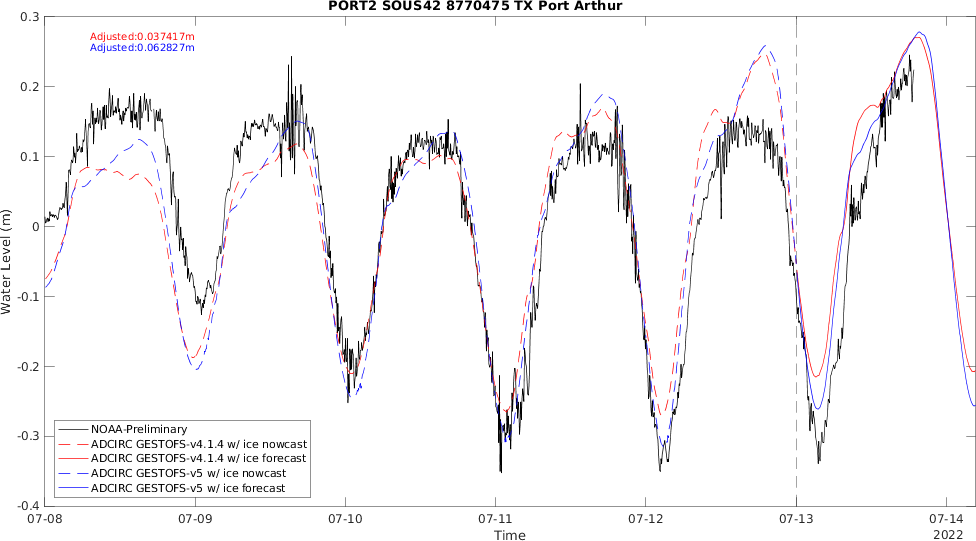 PORT2 SOUS42 8770475 TX Port Arthur
Adjusted:0.037417m
Adjusted:0.062827m
Water Level (m)
0.3
0.2
0.1
0
-0.1
-0.2
-0.3
-0.4
NOAA-Preliminary
ADCIRC GESTOFS-v4.1.4 w/ ice nowcast
ADCIRC GESTOFS-v4.1.4 w/ ice forecast
ADCIRC GESTOFS-v5 w/ ice nowcast
ADCIRC GESTOFS-v5 w/ ice forecast
07-08 07-09 07-10 07-11 07-12 07-13 07-14
Time
2022